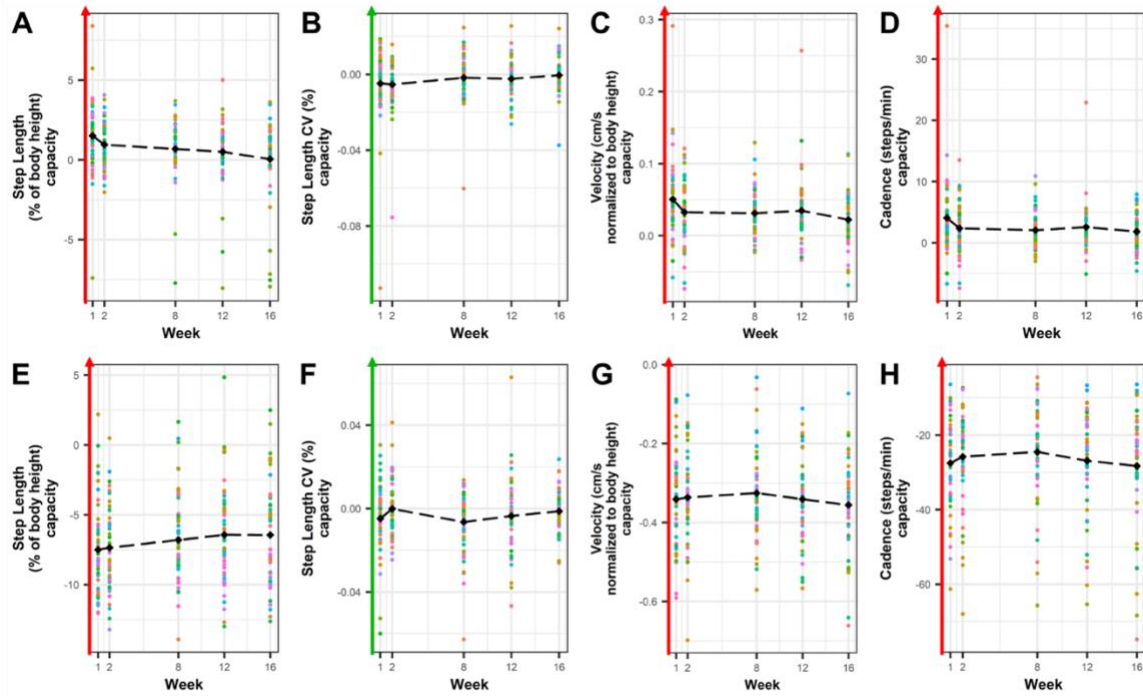 A
Step Length
(% of body height)
capacity
5
0
-5
1 2 8 12 16
Week
B
Step Length CV (%)
capacity
0.00
-0.04
-0.08
1 2 8 12 16
Week
C
Velocity (cm/s
normalized to body height)
capacity
0.3
0.2
0.1
0.0
1 2 8 12 16
Week
D
Cadence (steps/min)
capacity
30
20
10
0
1 2 8 12 16
Week
E
Step Length
(% of body height)
capacity
5
0
-5
-10
1 2 8 12 16
Week
F
Step Length CV (%)
capacity
0.04
0.00
-0.04
1 2 8 12 16
Week
G
Velocity (cm/s
normalized to body height)
capacity
0.0
-0.2
-0.4
-0.6
1 2 8 12 16
Week
H
Cadence (steps/min)
capacity
-20
-40
-60
1 2 8 12 16
Week